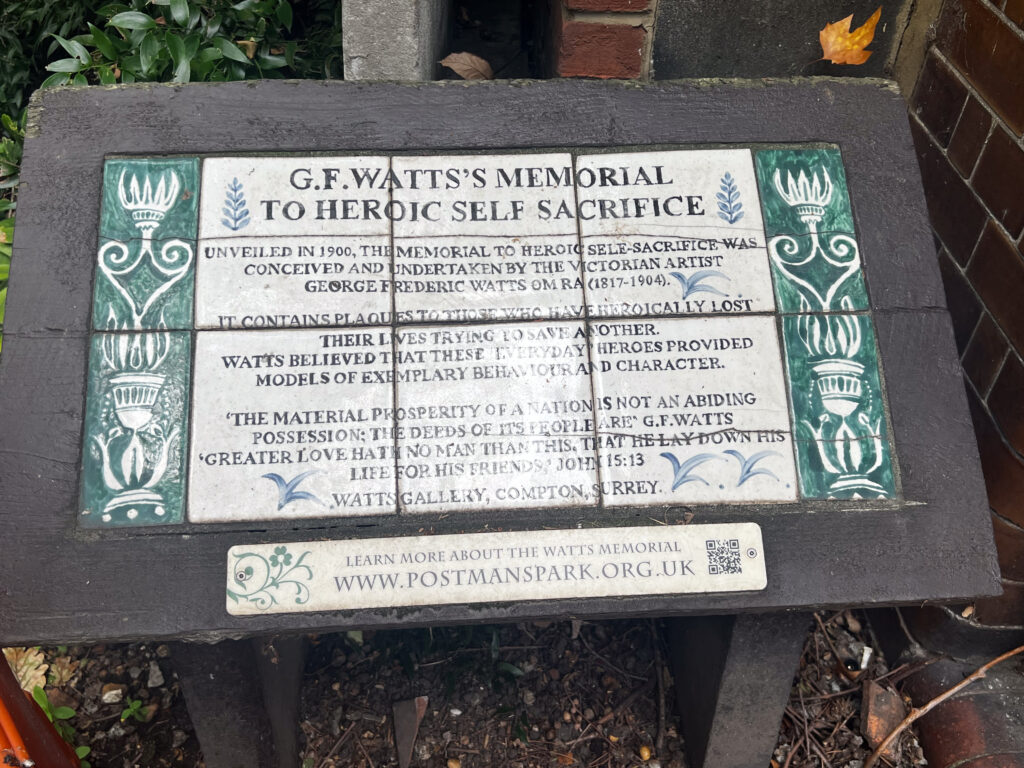 G.F.WATTS'S MEMORIAL
TO HEROIC SELF SACRIFICE
UNVEILED IN 1900, THE MEMORIAL TO HEROIC SELF-SACRIFICE WAS
CONCEIVED AND UNDERTAKEN BY THE VICTORIAN ARTIST
GEORGE FREDERIC WATTS OM RA (1817-1904).
IT CONTAINS PLAQUES TO THOSE WHO HAVE HEROICALLY LOST
THEIR LIVES TRYING TO SAVE ANOTHER.
WATTS BELIEVED THAT THESE 'EVERYDAY' HEROES PROVIDED
MODELS OF EXEMPLARY BEHAVIOUR AND CHARACTER.
'THE MATERIAL PROSPERITY OF A NATION IS NOT AN ABIDING
POSSESSION; THE DEEDS OF ITS PEOPLE ARE' G.F.WATTS
'GREATER LOVE HATH NO MAN THAN THIS, THAT HE LAY DOWN HIS
LIFE FOR HIS FRIENDS,' JOHN 15:13
WATTS GALLERY, COMPTON, SURREY.
LEARN MORE ABOUT THE WATTS MEMORIAL
WWW.POSTMANSPARK.ORG.UK